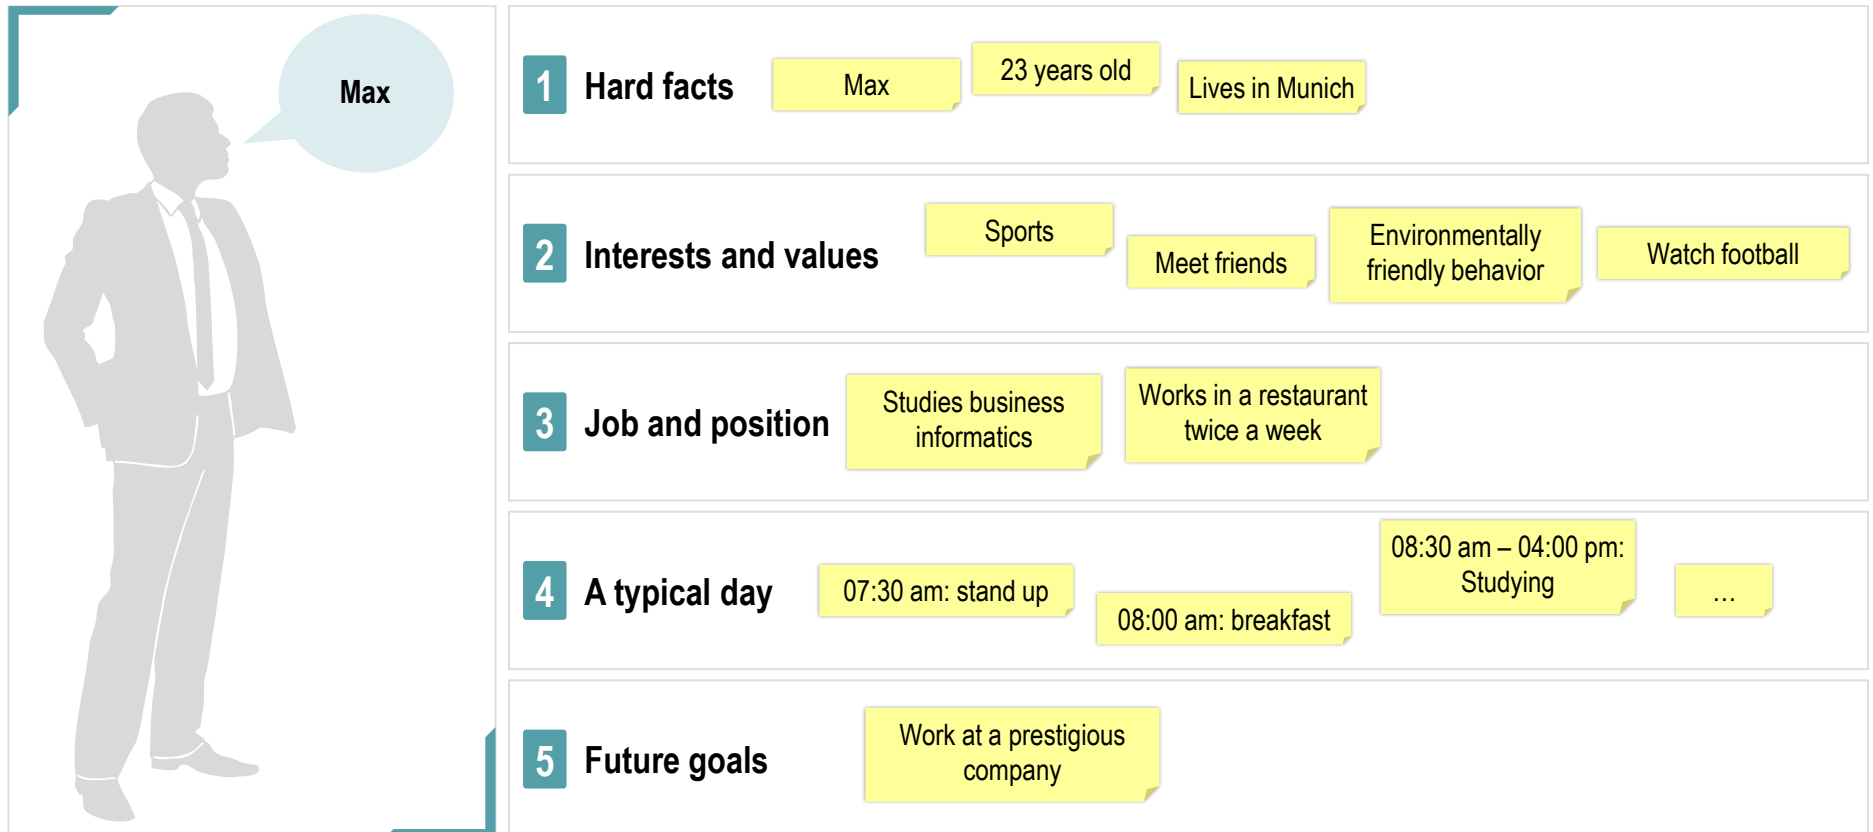 Max
1 Hard facts
Max
23 years old
Lives in Munich
2 Interests and values
Sports
Meet friends
Environmentally
friendly behavior
Watch football
3 Job and position
Studies business
informatics
Works in a restaurant
twice a week
4 A typical day
07:30 am: stand up
08:00 am: breakfast
08:30 am – 04:00 pm:
Studying
…
5 Future goals
Work at a prestigious
company